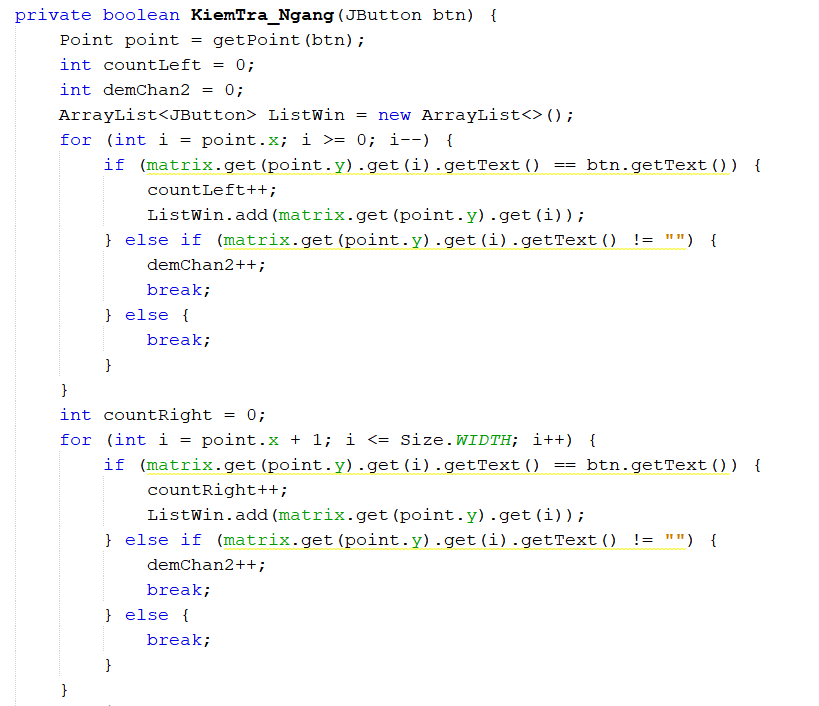 private boolean KiemTra_Ngang(JButton btn) {
    Point point = getPoint(btn);
    int countLeft = 0;
    int demChan2 = 0;
    ArrayList<JButton> ListWin = new ArrayList<>();
    for (int i = point.x; i >= 0; i--) {
        if (matrix.get(point.y).get(i).getText() == btn.getText()) {
            countLeft++;
            ListWin.add(matrix.get(point.y).get(i));
        } else if (matrix.get(point.y).get(i).getText() != "") {
            demChan2++;
            break;
        } else {
            break;
        }
    }
    int countRight = 0;
    for (int i = point.x + 1; i <= Size.WIDTH; i++) {
        if (matrix.get(point.y).get(i).getText() == btn.getText()) {
            countRight++;
            ListWin.add(matrix.get(point.y).get(i));
        } else if (matrix.get(point.y).get(i).getText() != "") {
            demChan2++;
            break;
        } else {
            break;
        }
    }